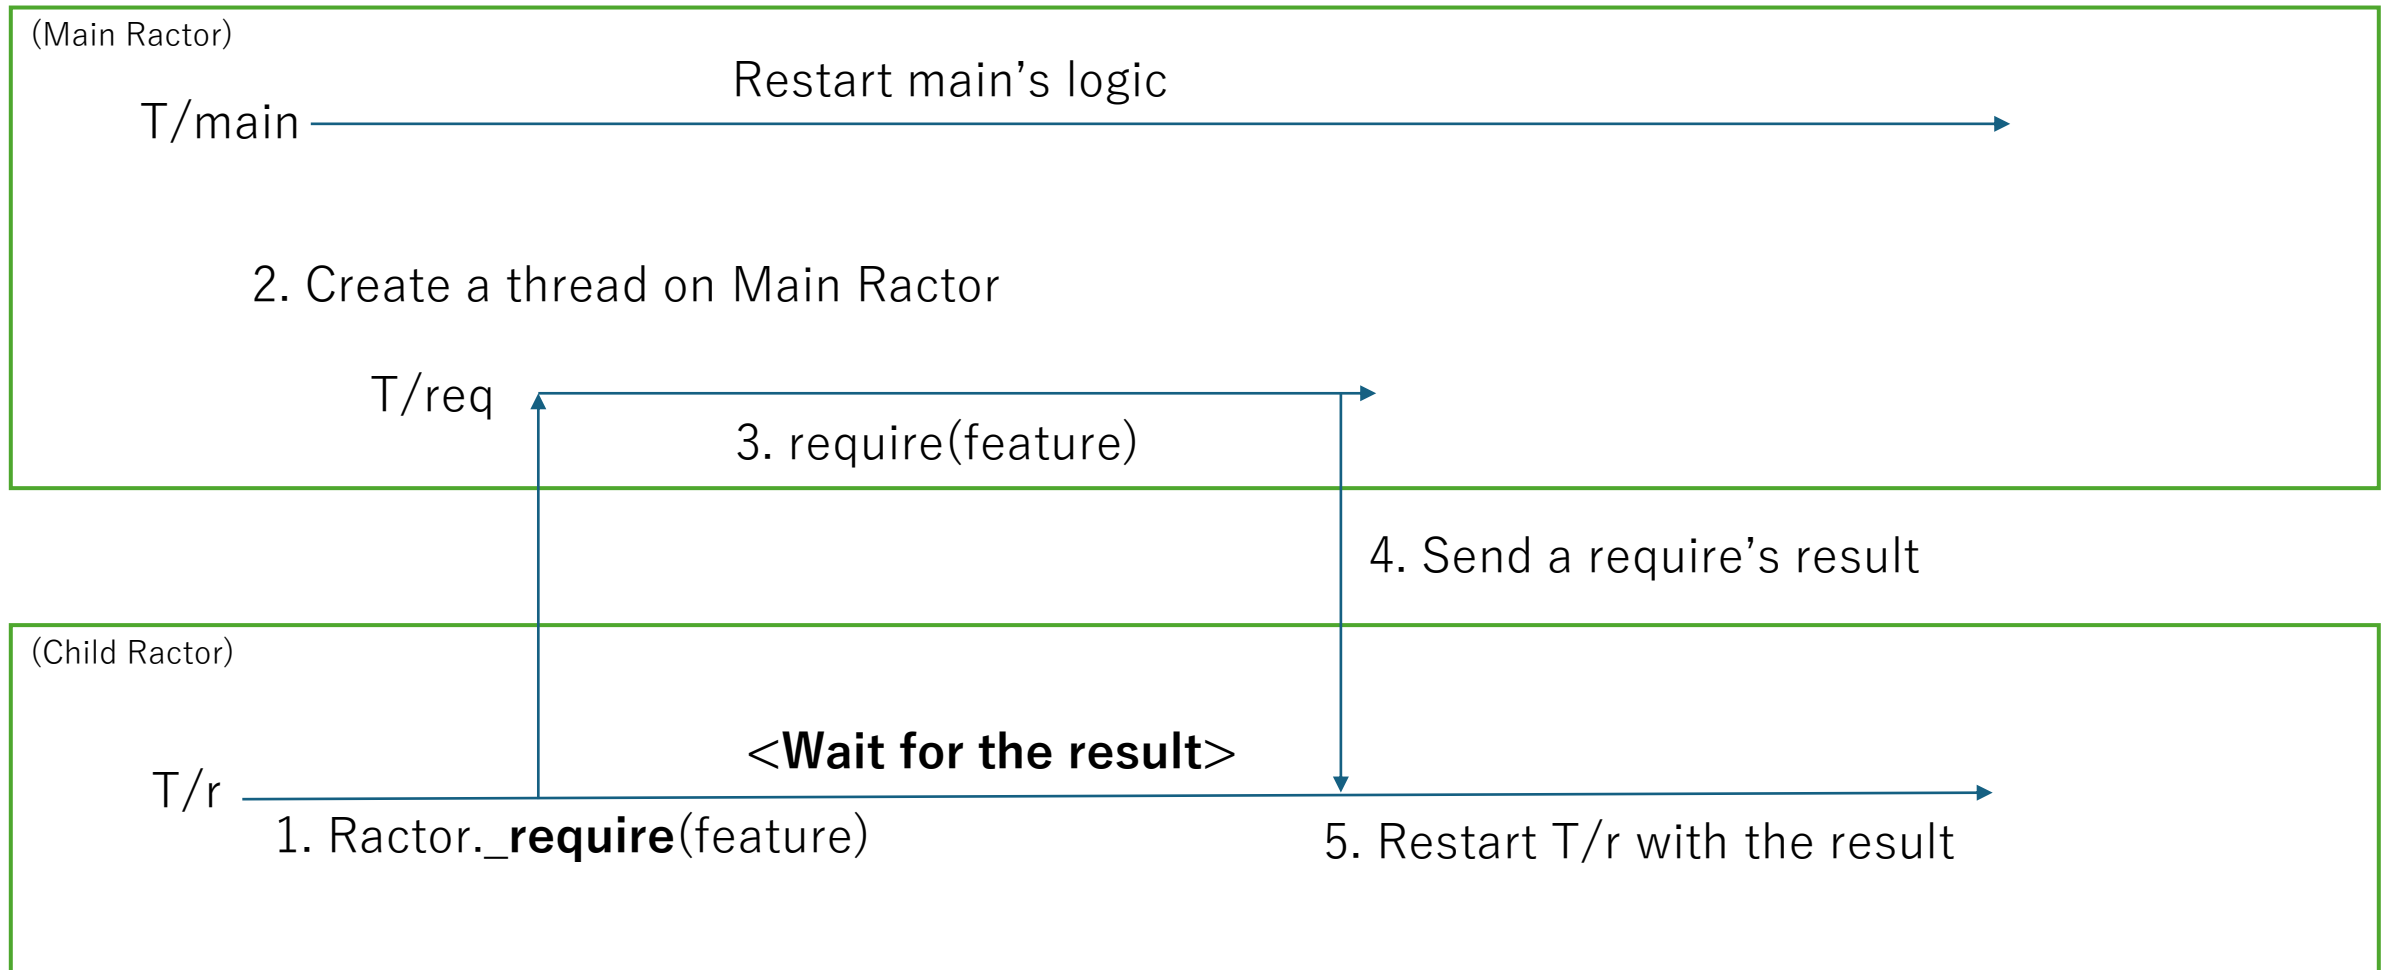 (Main Ractor)
Restart main’s logic
T/main
2. Create a thread on Main Ractor
T/req
3. require(feature)
4. Send a require’s result
(Child Ractor)
<Wait for the result>
T/r
1. Ractor._require(feature)
5. Restart T/r with the result